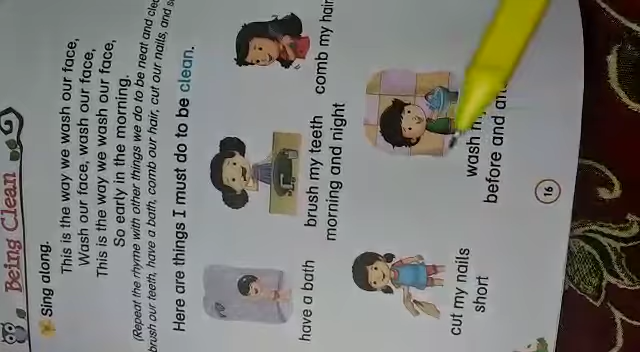 Being Clean
Sing along.
This is the way we wash our face,
Wash our face, wash our face,
This is the way we wash our face,
So early in the morning.
(Repeat the rhyme with other things we do to be neat and
brush our teeth, have a bath, comb our hair, cut our nails, and
Here are things I must do to be clean.
have a bath
brush my teeth
morning and night
comb my hair
cut my nails
short
wash
before and
16